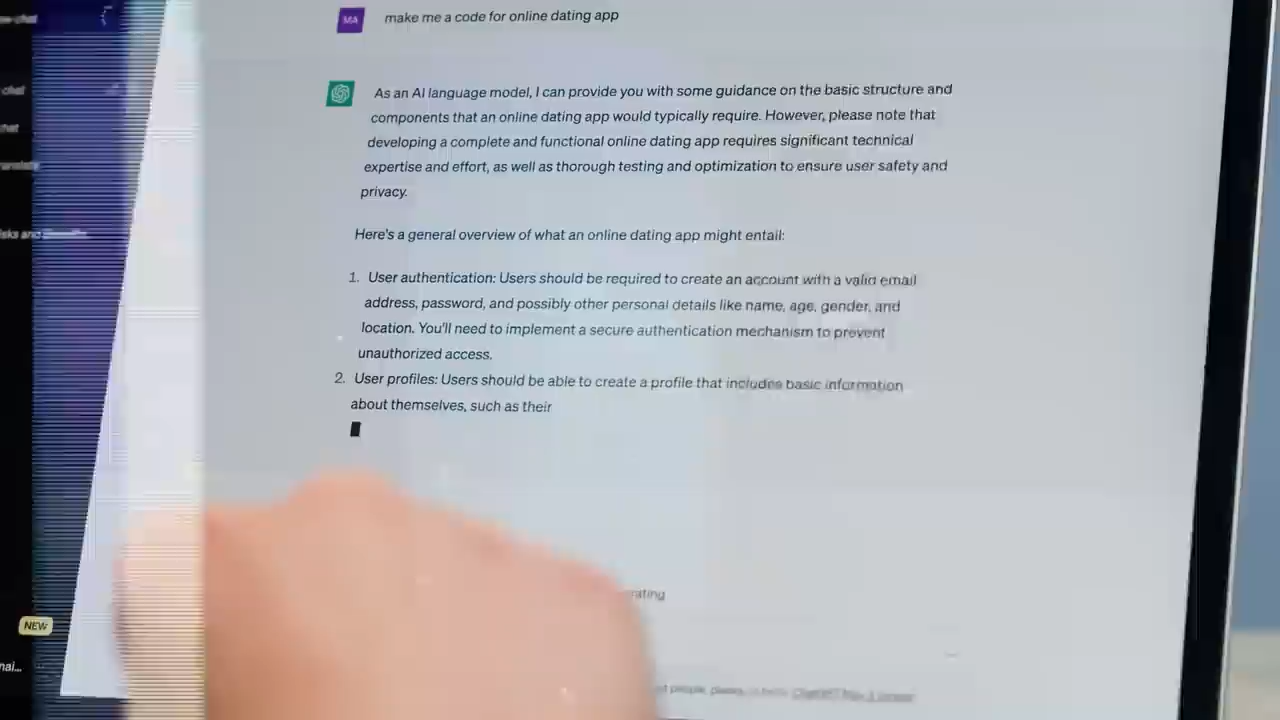 MA make me a code for online dating app
As an AI language model, I can provide you with some guidance on the basic structure and
components that an online dating app would typically require. However, please note that
developing a complete and functional online dating app requires significant technical
expertise and effort, as well as thorough testing and optimization to ensure user safety and
privacy.
Here's a general overview of what an online dating app might entail:
1. User authentication: Users should be required to create an account with a valid email
address, password, and possibly other personal details like name, age, gender, and
location. You'll need to implement a secure authentication mechanism to prevent
unauthorized access.
2. User profiles: Users should be able to create a profile that includes basic information
about themselves, such as their
chat
NEW